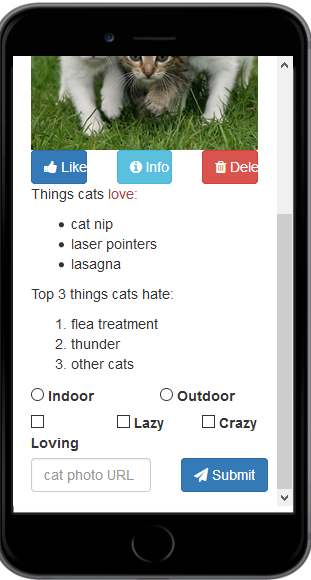 Like Info Dele
Things cats love:
cat nip
laser pointers
lasagna
Top 3 things cats hate:
1. flea treatment
2. thunder
3. other cats
Indoor Outdoor
Loving Lazy Crazy
cat photo URL Submit